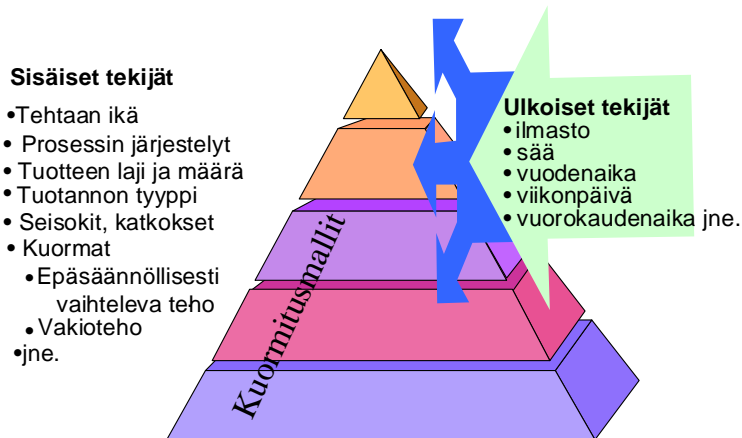 Sisäiset tekijät
•Tehtaan ikä
• Prosessin järjestelyt
• Tuotteen laji ja määrä
• Tuotannon tyyppi
• Seisokit, katkokset
• Kuormat
•Epäsäännöllisesti
vaihteleva teho
•Vakioteho
•jne.
Kuormitusmallit
Ulkoiset tekijät
•ilmasto
•sää
•vuodenaika
•viikonpäivä
•vuorokaudenaika jne.